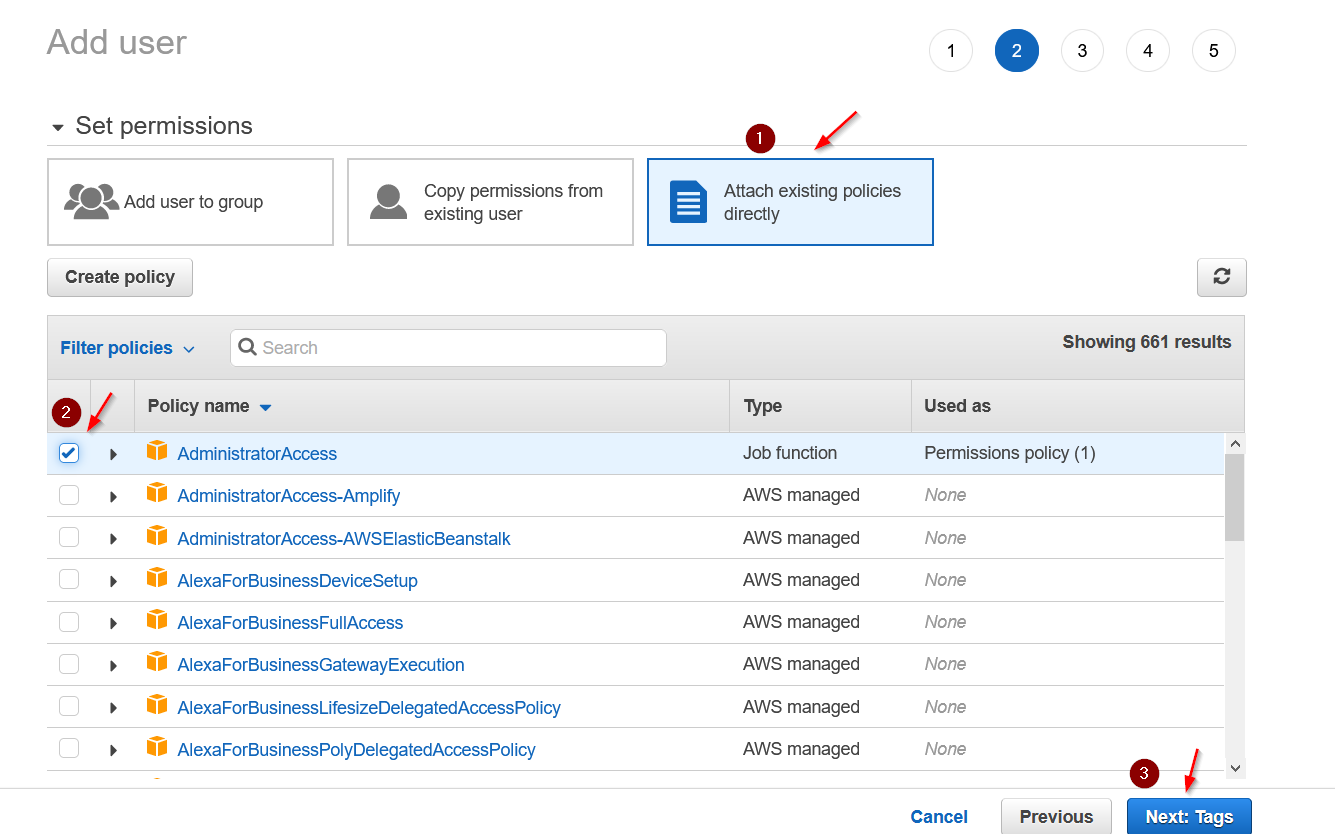 Add user
1 2 3 4 5
Set permissions
1
Add user to group
Copy permissions from
existing user
Attach existing policies
directly
Create policy
Filter policies
Search
Showing 661 results
2
Policy name Type Used as
AdministratorAccess Job function Permissions policy (1)
AdministratorAccess-Amplify AWS managed None
AdministratorAccess-AWSElasticBeanstalk AWS managed None
AlexaForBusinessDeviceSetup AWS managed None
AlexaForBusinessFullAccess AWS managed None
AlexaForBusinessGatewayExecution AWS managed None
AlexaForBusinessLifesizeDelegatedAccessPolicy AWS managed None
AlexaForBusinessPolyDelegatedAccessPolicy AWS managed None
3
Cancel Previous Next: Tags